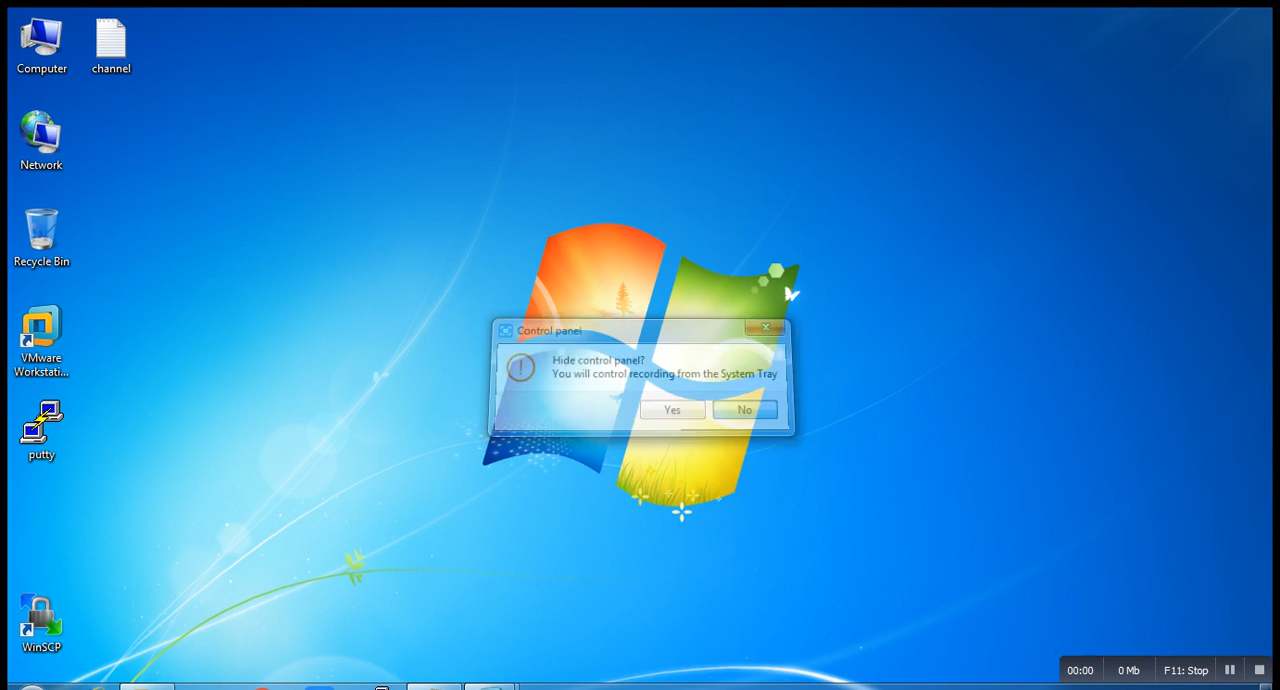 Computer
channel
Network
Recycle Bin
VMware
Workstati...
putty
WinSCP
Control panel
Hide control panel?
You will control recording from the System Tray
Yes
No
00:00
0 Mb
F11: Stop